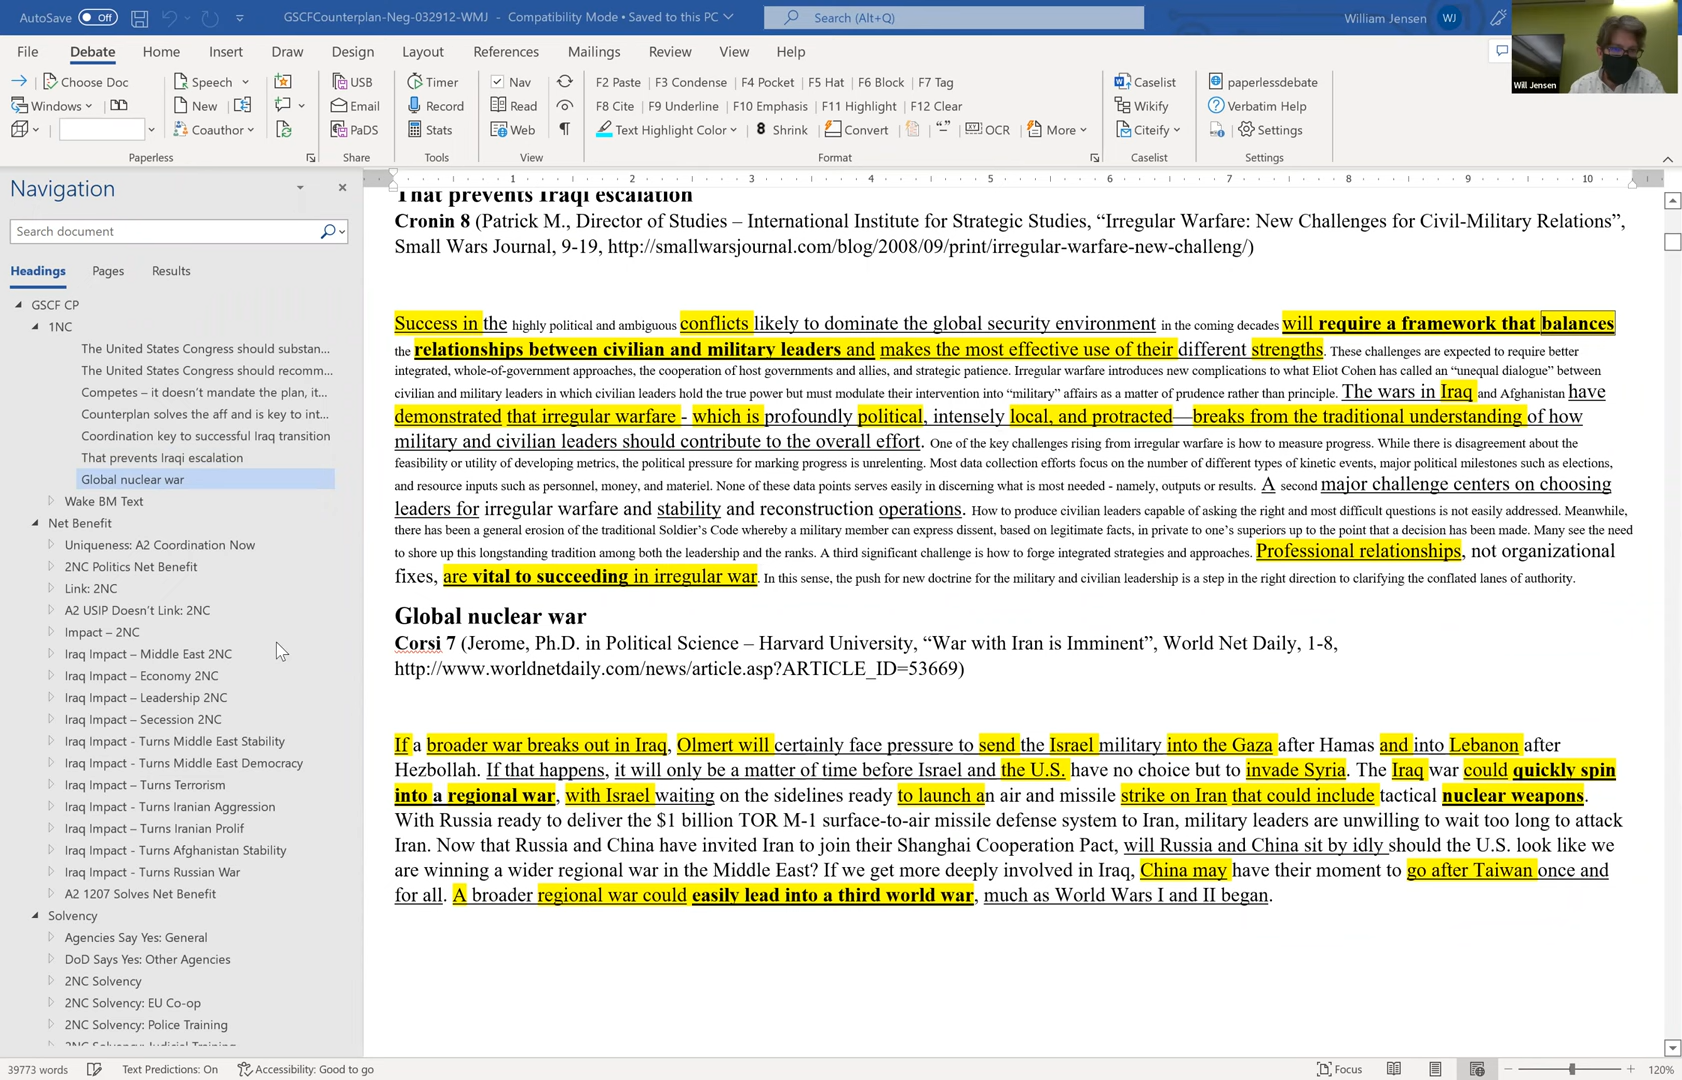 AutoSave Off GSCFCounterplan-Neg-032912-WMJ - Compatibility Mode • Saved to this PC Search (Alt+Q) William Jensen WJ
File Debate Home Insert Draw Design Layout References Mailings Review View Help
Choose Doc Speech USB Timer Nav F2 Paste F3 Condense F4 Pocket F5 Hat F6 Block F7 Tag Caselist paperlessdebate
Windows New Email Record Read F8 Cite F9 Underline F10 Emphasis F11 Highlight F12 Clear Wikify Verbatim Help
Coauthor PaDS Stats Web Text Highlight Color 8 Shrink Convert OCR More Citeify Settings
Paperless Share Tools View Format Caselist Settings
Will Jensen
Navigation
Search document
Headings Pages Results
GSCF CP
1NC
The United States Congress should substan...
The United States Congress should recomm...
Competes – it doesn't mandate the plan, it...
Counterplan solves the aff and is key to int...
Coordination key to successful Iraq transition
That prevents Iraqi escalation
Global nuclear war
Wake BM Text
Net Benefit
Uniqueness: A2 Coordination Now
2NC Politics Net Benefit
Link: 2NC
A2 USIP Doesn't Link: 2NC
Impact – 2NC
Iraq Impact – Middle East 2NC
Iraq Impact – Economy 2NC
Iraq Impact – Leadership 2NC
Iraq Impact – Secession 2NC
Iraq Impact - Turns Middle East Stability
Iraq Impact - Turns Middle East Democracy
Iraq Impact - Turns Terrorism
Iraq Impact - Turns Iranian Aggression
Iraq Impact – Turns Iranian Prolif
Iraq Impact - Turns Afghanistan Stability
Iraq Impact - Turns Russian War
A2 1207 Solves Net Benefit
Solvency
Agencies Say Yes: General
DoD Says Yes: Other Agencies
2NC Solvency
2NC Solvency: EU Co-op
2NC Solvency: Police Training
2NC Solvency: Judicial Training
1 2 3 4 5 6 7 8 9 10
That prevents Iraqi escalation
Cronin 8 (Patrick M., Director of Studies – International Institute for Strategic Studies, “Irregular Warfare: New Challenges for Civil-Military Relations”,
Small Wars Journal, 9-19, http://smallwarsjournal.com/blog/2008/09/print/irregular-warfare-new-challeng/)
Success in the highly political and ambiguous conflicts likely to dominate the global security environment in the coming decades will require a framework that balances
the relationships between civilian and military leaders and makes the most effective use of their different strengths. These challenges are expected to require better
integrated, whole-of-government approaches, the cooperation of host governments and allies, and strategic patience. Irregular warfare introduces new complications to what Eliot Cohen has called an “unequal dialogue” between
civilian and military leaders in which civilian leaders hold the true power but must modulate their intervention into “military” affairs as a matter of prudence rather than principle. The wars in Iraq and Afghanistan have
demonstrated that irregular warfare - which is profoundly political, intensely local, and protracted—breaks from the traditional understanding of how
military and civilian leaders should contribute to the overall effort. One of the key challenges rising from irregular warfare is how to measure progress. While there is disagreement about the
feasibility or utility of developing metrics, the political pressure for marking progress is unrelenting. Most data collection efforts focus on the number of different types of kinetic events, major political milestones such as elections,
and resource inputs such as personnel, money, and materiel. None of these data points serves easily in discerning what is most needed - namely, outputs or results. A second major challenge centers on choosing
leaders for irregular warfare and stability and reconstruction operations. How to produce civilian leaders capable of asking the right and most difficult questions is not easily addressed. Meanwhile,
there has been a general erosion of the traditional Soldier's Code whereby a military member can express dissent, based on legitimate facts, in private to one's superiors up to the point that a decision has been made. Many see the need
to shore up this longstanding tradition among both the leadership and the ranks. A third significant challenge is how to forge integrated strategies and approaches. Professional relationships, not organizational
fixes, are vital to succeeding in irregular war. In this sense, the push for new doctrine for the military and civilian leadership is a step in the right direction to clarifying the conflated lanes of authority.
Global nuclear war
Corsi 7 (Jerome, Ph.D. in Political Science – Harvard University, “War with Iran is Imminent”, World Net Daily, 1-8,
http://www.worldnetdaily.com/news/article.asp?ARTICLE_ID=53669)
If a broader war breaks out in Iraq, Olmert will certainly face pressure to send the Israel military into the Gaza after Hamas and into Lebanon after
Hezbollah. If that happens, it will only be a matter of time before Israel and the U.S. have no choice but to invade Syria. The Iraq war could quickly spin
into a regional war, with Israel waiting on the sidelines ready to launch an air and missile strike on Iran that could include tactical nuclear weapons.
With Russia ready to deliver the $1 billion TOR M-1 surface-to-air missile defense system to Iran, military leaders are unwilling to wait too long to attack
Iran. Now that Russia and China have invited Iran to join their Shanghai Cooperation Pact, will Russia and China sit by idly should the U.S. look like we
are winning a wider regional war in the Middle East? If we get more deeply involved in Iraq, China may have their moment to go after Taiwan once and
for all. A broader regional war could easily lead into a third world war, much as World Wars I and II began.
39773 words Text Predictions: On Accessibility: Good to go Focus 120%